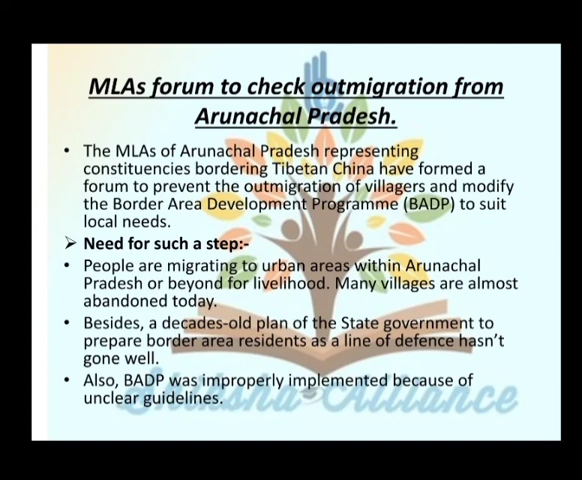 MLAs forum to check outmigration from
Arunachal Pradesh.
• The MLAs of Arunachal Pradesh representing
constituencies bordering Tibetan China have formed a
forum to prevent the outmigration of villagers and modify
the Border Area Development Programme (BADP) to suit
local needs.
➢ Need for such a step:-
• People are migrating to urban areas within Arunachal
Pradesh or beyond for livelihood. Many villages are almost
abandoned today.
• Besides, a decades-old plan of the State government to
prepare border area residents as a line of defence hasn't
gone well.
• Also, BADP was improperly implemented because of
unclear guidelines.
Shiksha Alliance